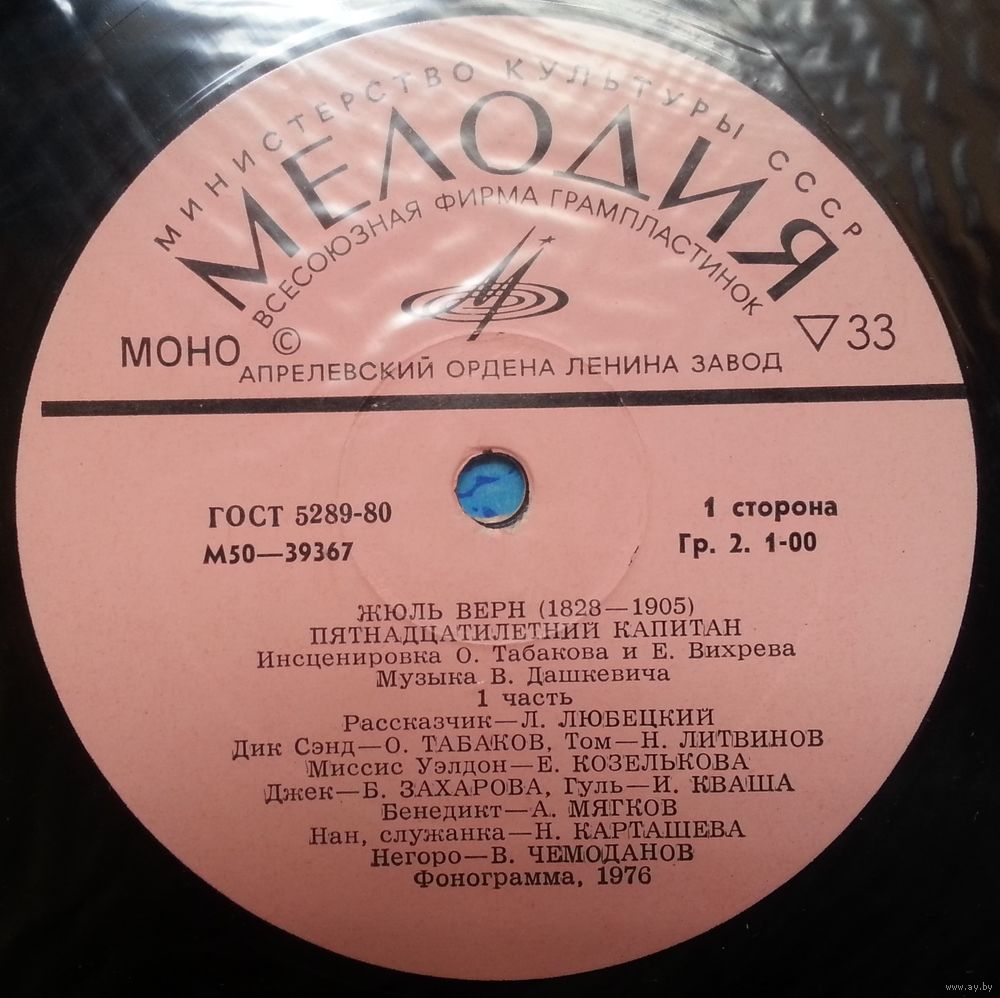 МИНИСТЕРСТВО КУЛЬТУРЫ СССР
МЕЛОДИЯ
ВСЕСОЮЗНАЯ ФИРМА ГРАМПЛАСТИНОК
МОНО © ▽33
АПРЕЛЕВСКИЙ ОРДЕНА ЛЕНИНА ЗАВОД
ГОСТ 5289-80
М50—39367
1 сторона
Гр. 2. 1-00
ЖЮЛЬ ВЕРН (1828—1905)
ПЯТНАДЦАТИЛЕТНИЙ КАПИТАН
Инсценировка О. Табакова и Е. Вихрева
Музыка В. Дашкевича
1 часть
Рассказчик—Л. ЛЮБЕЦКИЙ
Дик Сэнд—О. ТАБАКОВ, Том—Н. ЛИТВИНОВ
Миссис Уэлдон—Е. КОЗЕЛЬКОВА
Джек—Б. ЗАХАРОВА, Гуль—И. КВАША
Бенедикт—А. МЯГКОВ
Нан, служанка—Н. КАРТАШЕВА
Негоро—В. ЧЕМОДАНОВ
Фонограмма, 1976
www.ay.by